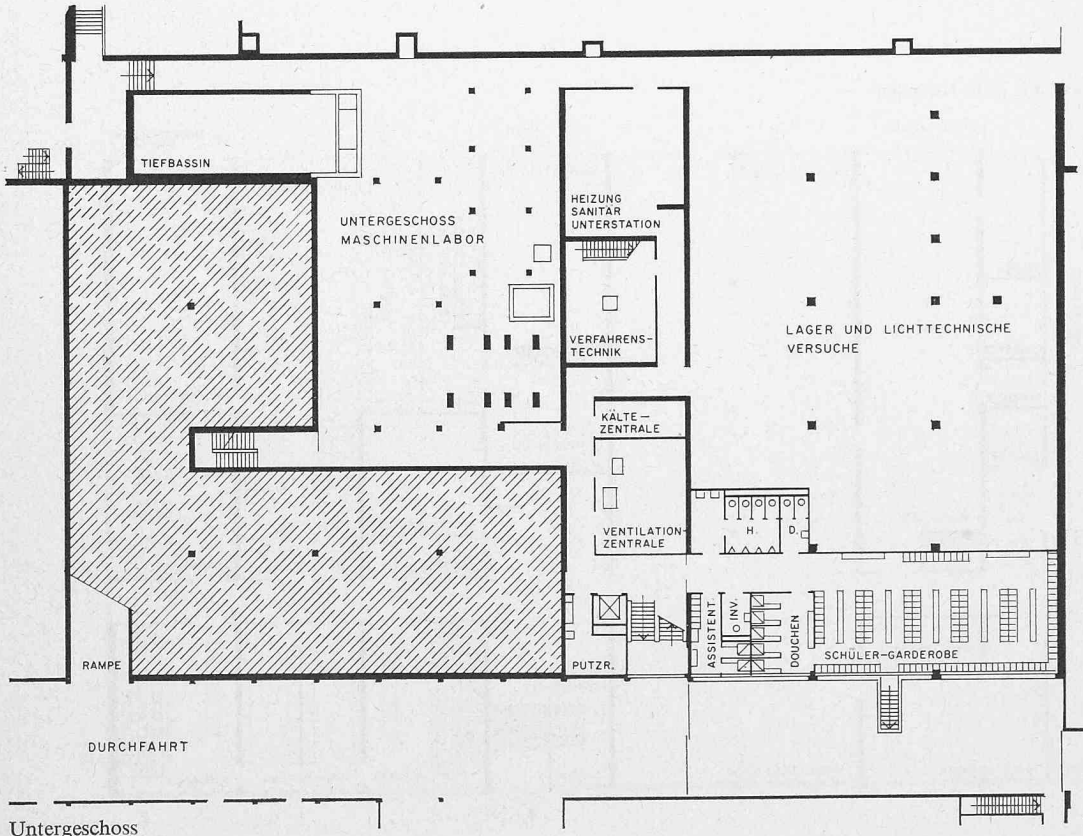 TIEFBASSIN
UNTERGESCHOSS
MASCHINENLABOR
HEIZUNG
SANITÄR
UNTERSTATION
VERFAHRENS-
TECHNIK
LAGER UND LICHTTECHNISCHE
VERSUCHE
KÄLTE-
ZENTRALE
VENTILATION-
ZENTRALE
H.
D.
ASSISTENT.
INV.
DOUCHEN
SCHÜLER-GARDEROBE
RAMPE
PUTZR.
DURCHFAHRT
Untergeschoss